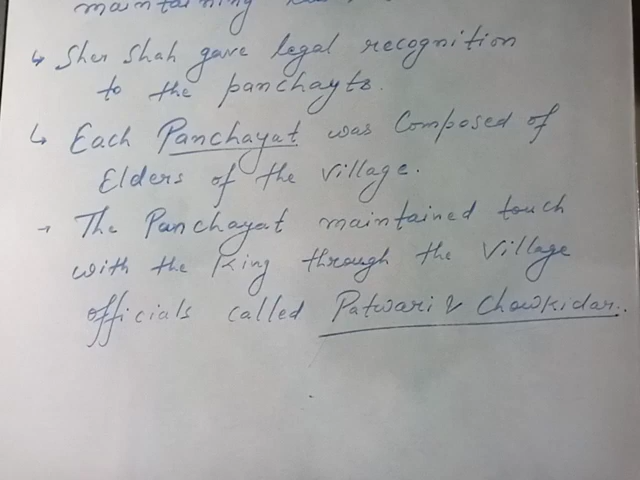 maintaining
↳ Sher Shah gave legal recognition
to the panchayts.
↳ Each Panchayat was Composed of
Elders of the village.
→ The Panchayat maintained touch
with the King through the Village
officials called Patwari & Chowkidar.